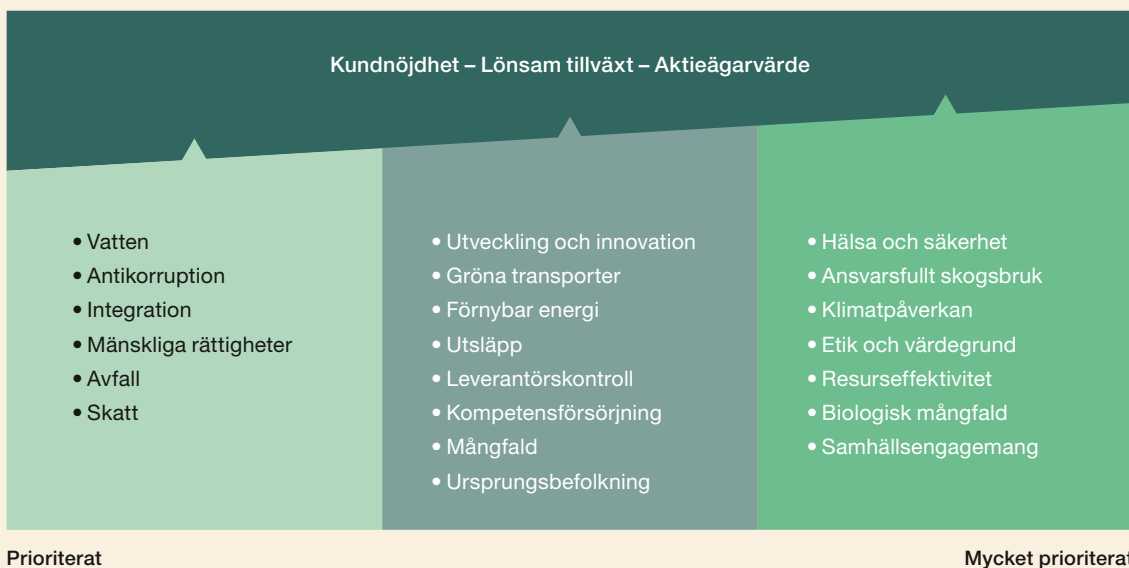 Kundnöjdhet – Lönsam tillväxt – Aktieägarvärde
• Vatten
• Antikorruption
• Integration
• Mänskliga rättigheter
• Avfall
• Skatt
• Utveckling och innovation
• Gröna transporter
• Förnybar energi
• Utsläpp
• Leverantörskontroll
• Kompetensförsörjning
• Mångfald
• Ursprungsbefolkning
• Hälsa och säkerhet
• Ansvarsfullt skogsbruk
• Klimatpåverkan
• Etik och värdegrund
• Resurseffektivitet
• Biologisk mångfald
• Samhällsengagemang
Prioriterat
Mycket prioriterat